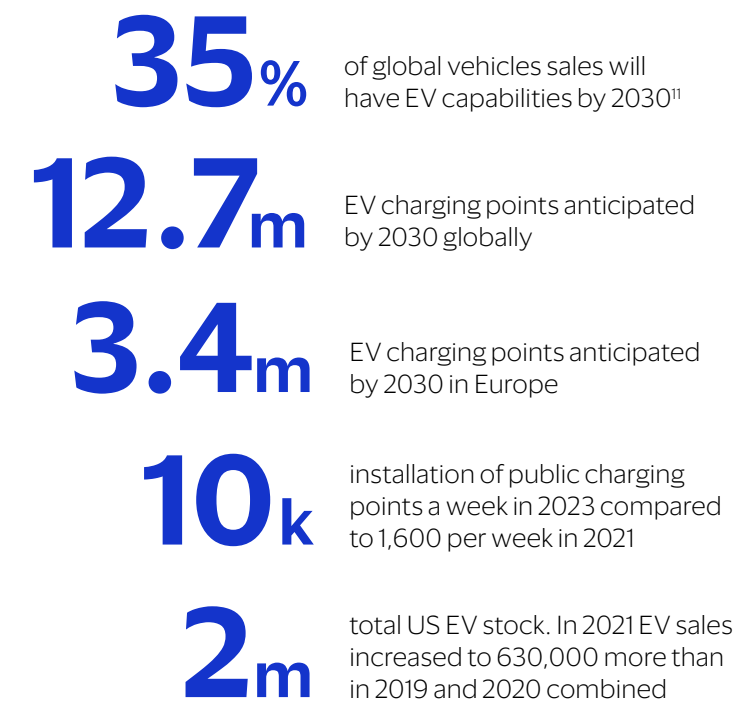 35%
of global vehicles sales will
have EV capabilities by 2030¹¹
12.7m
EV charging points anticipated
by 2030 globally
3.4m
EV charging points anticipated
by 2030 in Europe
10k
installation of public charging
points a week in 2023 compared
to 1,600 per week in 2021
2m
total US EV stock. In 2021 EV sales
increased to 630,000 more than
in 2019 and 2020 combined